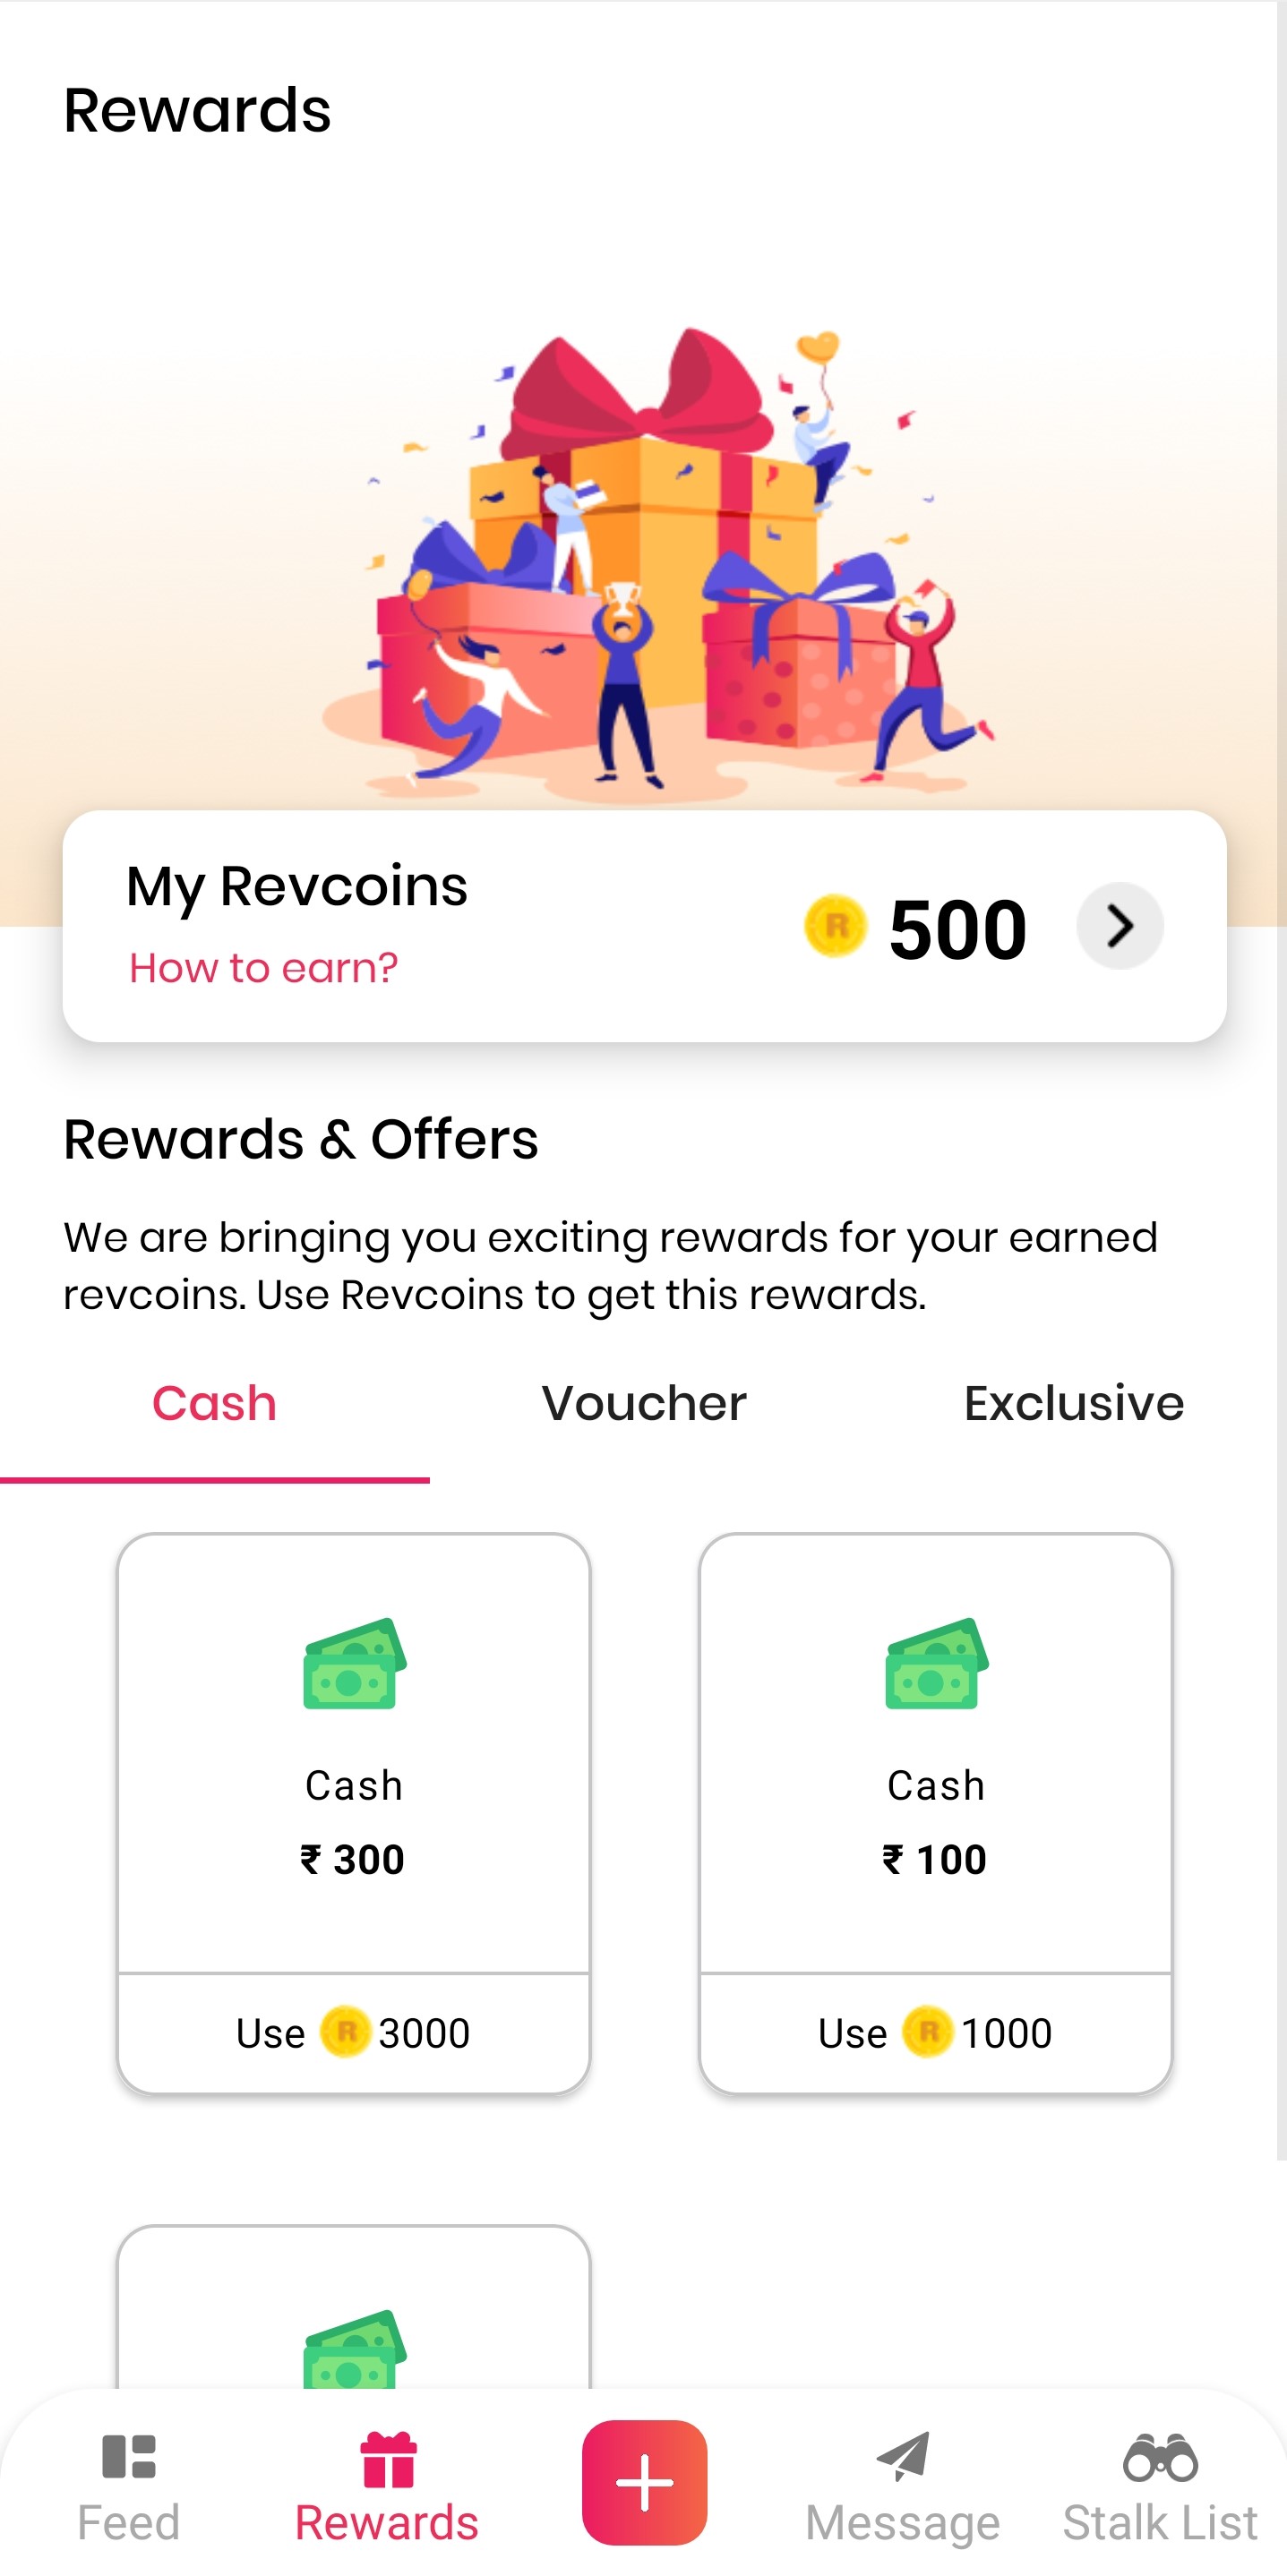 Rewards
My Revcoins
How to earn?
R 500
Rewards & Offers
We are bringing you exciting rewards for your earned
revcoins. Use Revcoins to get this rewards.
Cash Voucher Exclusive
Cash Cash
₹ 300 ₹ 100
Use R 3000 Use R 1000
Feed Rewards Message Stalk List